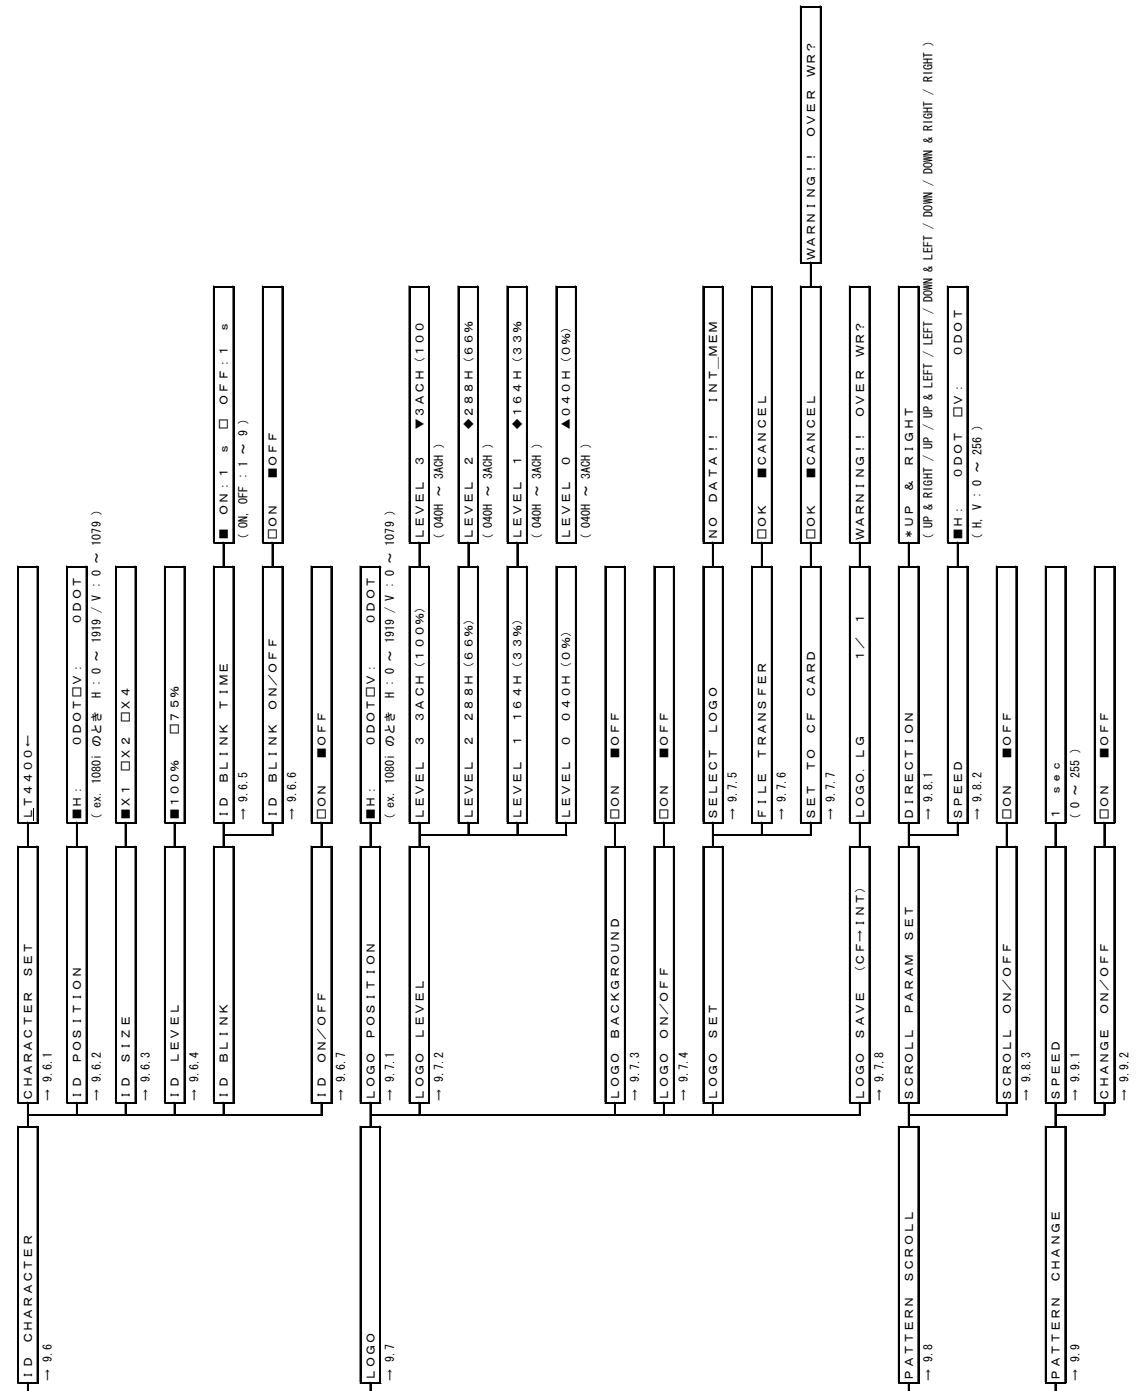 ID CHARACTER
→ 9.6
CHARACTER SET
→ 9.6.1
LT4400←
ID POSITION
→ 9.6.2
■H:　0DOT□V:　0DOT
( ex. 1080i のとき H : 0 ～ 1919 / V : 0 ～ 1079 )
ID SIZE
→ 9.6.3
■X1 □X2 □X4
ID LEVEL
→ 9.6.4
■100% □75%
ID BLINK
ID BLINK TIME
→ 9.6.5
■ ON:1 s □ OFF:1 s
( ON, OFF : 1 ～ 9 )
ID BLINK ON/OFF
→ 9.6.6
□ON ■OFF
ID ON/OFF
→ 9.6.7
□ON ■OFF
LOGO
→ 9.7
LOGO POSITION
→ 9.7.1
■H:　0DOT□V:　0DOT
( ex. 1080i のとき H : 0 ～ 1919 / V : 0 ～ 1079 )
LOGO LEVEL
→ 9.7.2
LEVEL 3 3ACH(100%)
LEVEL 3 ▼3ACH(100
( 040H ～ 3ACH )
LEVEL 2 288H(66%)
LEVEL 2 ◆288H(66%
( 040H ～ 3ACH )
LEVEL 1 164H(33%)
LEVEL 1 ◆164H(33%
( 040H ～ 3ACH )
LEVEL 0 040H(0%)
LEVEL 0 ▲040H(0%)
( 040H ～ 3ACH )
LOGO BACKGROUND
→ 9.7.3
□ON ■OFF
LOGO ON/OFF
→ 9.7.4
□ON ■OFF
LOGO SET
SELECT LOGO
→ 9.7.5
NO DATA!! INT_MEM
FILE TRANSFER
→ 9.7.6
□OK ■CANCEL
SET TO CF CARD
→ 9.7.7
□OK ■CANCEL
WARNING!! OVER WR?
LOGO SAVE (CF→INT)
→ 9.7.8
LOGO.LG　1/ 1
WARNING!! OVER WR?
PATTERN SCROLL
→ 9.8
SCROLL PARAM SET
DIRECTION
→ 9.8.1
*UP & RIGHT
( UP & RIGHT / UP / UP & LEFT / LEFT / DOWN & LEFT / DOWN / DOWN & RIGHT / RIGHT )
SPEED
→ 9.8.2
■H:　0DOT □V:　0DOT
( H, V : 0 ～ 256 )
SCROLL ON/OFF
→ 9.8.3
□ON ■OFF
PATTERN CHANGE
→ 9.9
SPEED
→ 9.9.1
1 sec
( 0 ～ 255 )
CHANGE ON/OFF
→ 9.9.2
□ON ■OFF